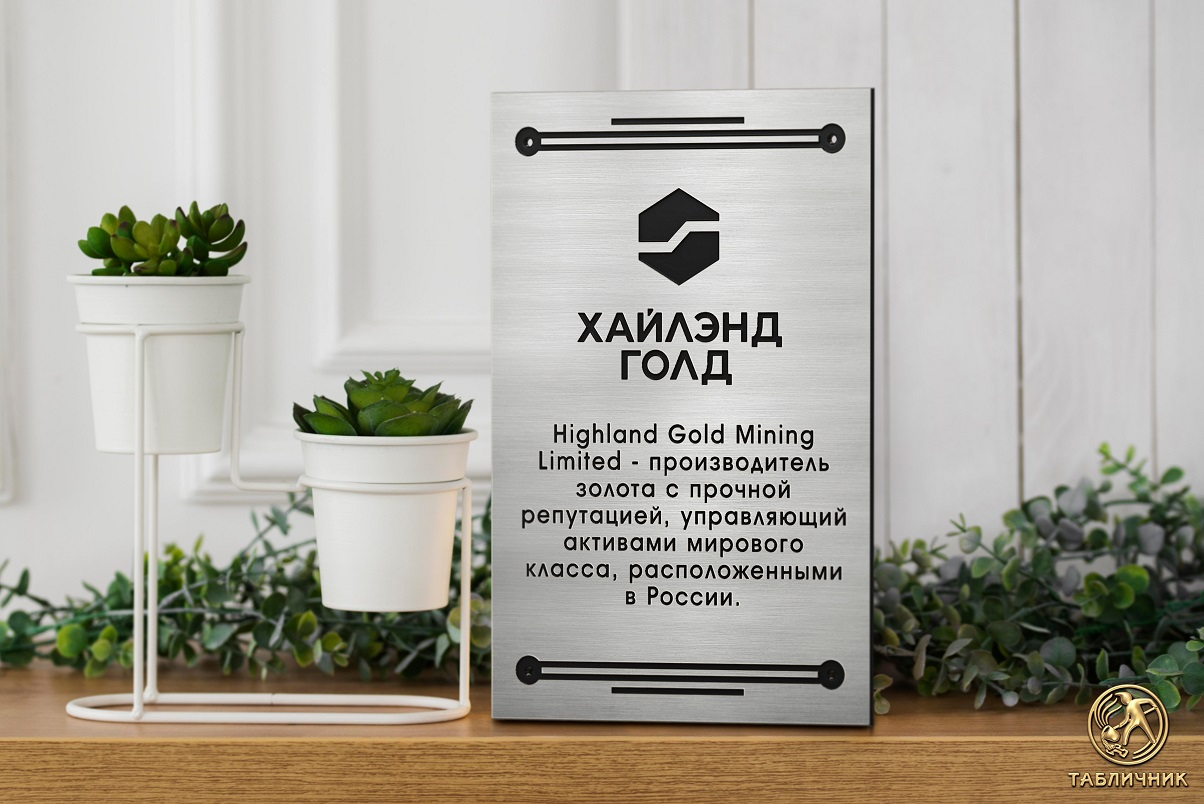 ХАЙЛЭНД
ГОЛД
Highland Gold Mining
Limited - производитель
золота с прочной
репутацией, управляющий
активами мирового
класса, расположенными
в России.
ТАБЛИЧНИК